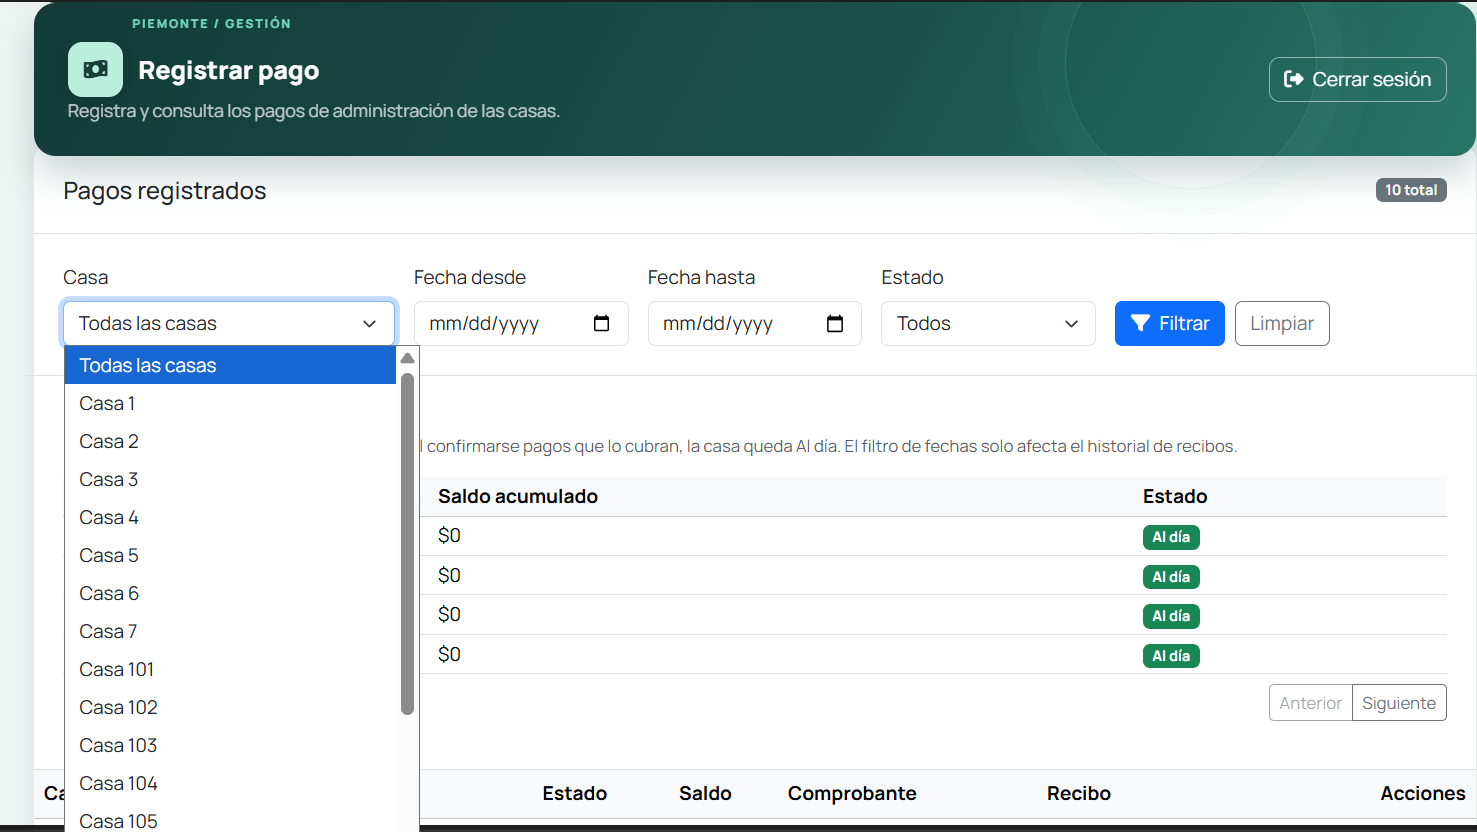 PIEMONTE / GESTIÓN
Registrar pago
Registra y consulta los pagos de administración de las casas.
Cerrar sesión
Pagos registrados
10 total
Casa
Fecha desde
Fecha hasta
Estado
Todas las casas
mm/dd/yyyy
mm/dd/yyyy
Todos
Filtrar
Limpiar
Todas las casas
Casa 1
Casa 2
Casa 3
Casa 4
Casa 5
Casa 6
Casa 7
Casa 101
Casa 102
Casa 103
Casa 104
Casa 105
confirmarse pagos que lo cubran, la casa queda Al día. El filtro de fechas solo afecta el historial de recibos.
Saldo acumulado Estado
$0 Al día
$0 Al día
$0 Al día
$0 Al día
Anterior Siguiente
Estado Saldo Comprobante Recibo Acciones